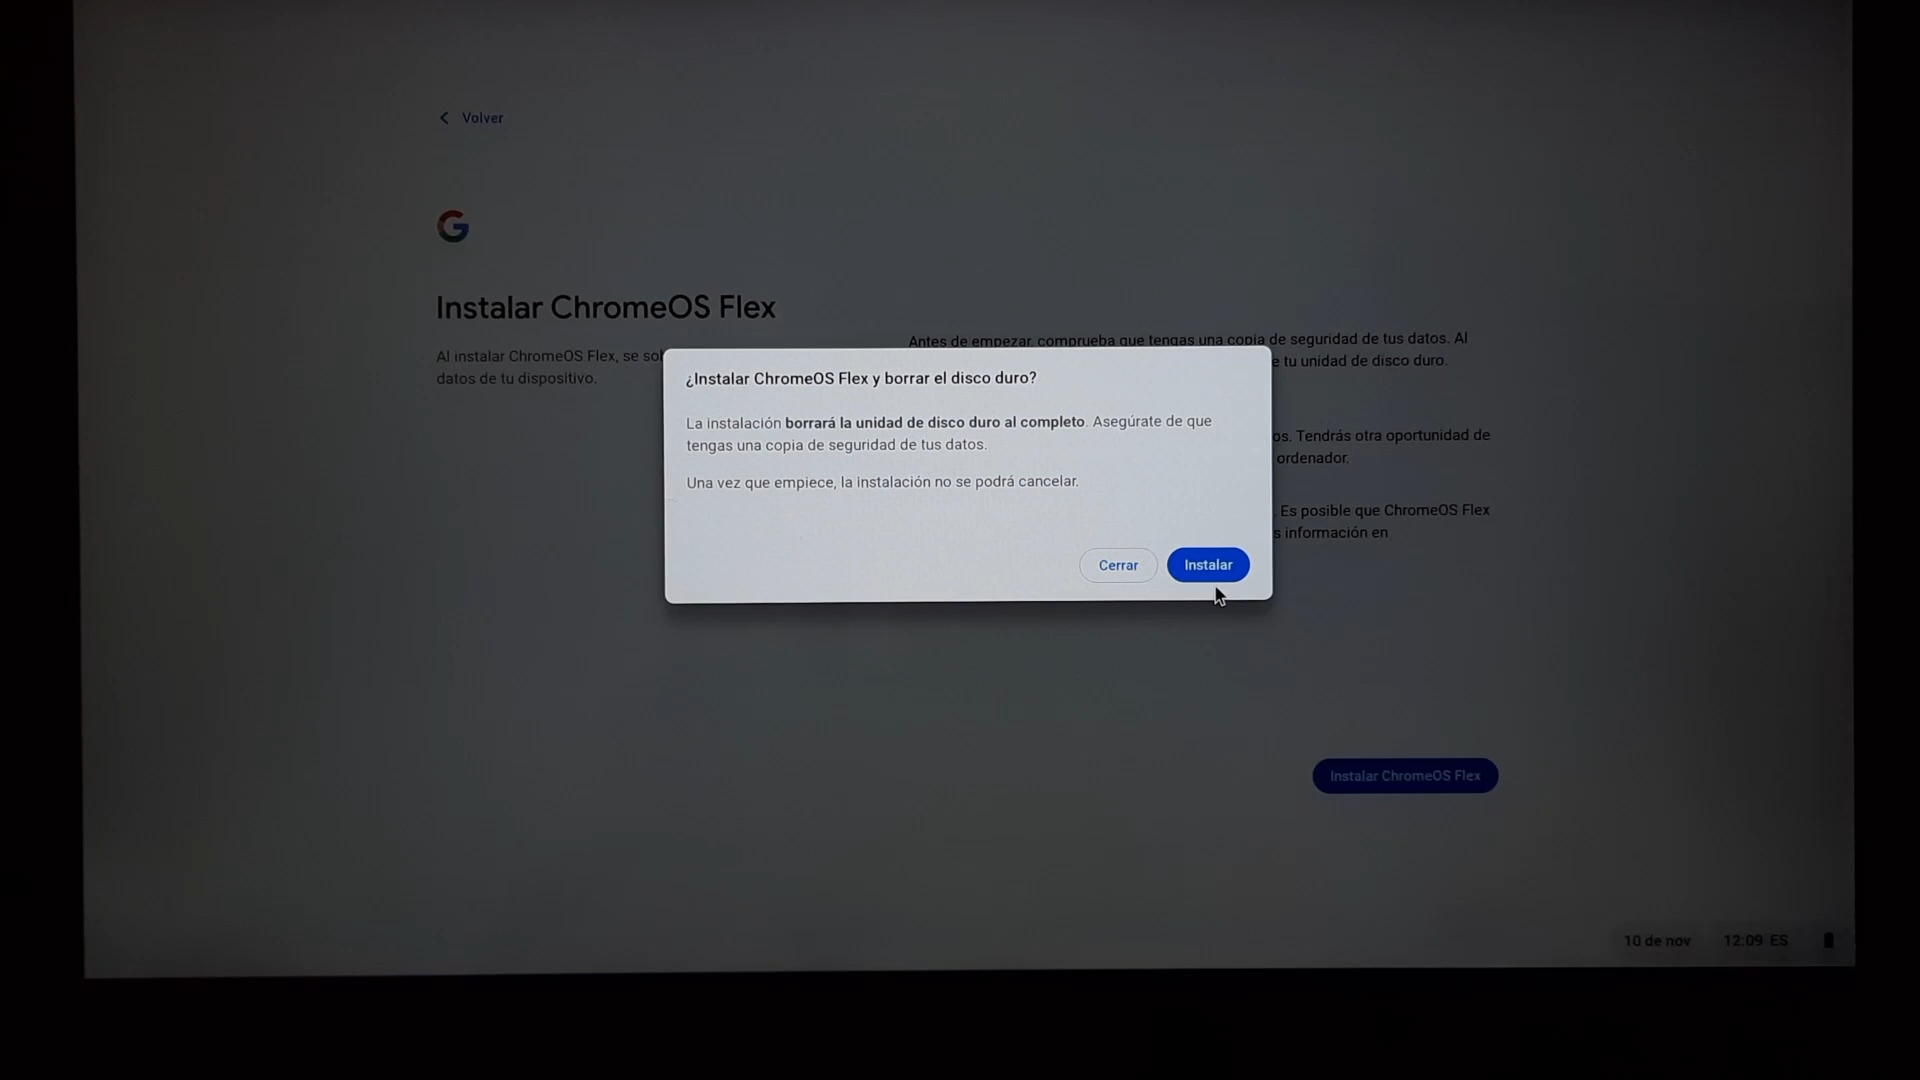 Volver
Instalar ChromeOS Flex
Al instalar ChromeOS Flex, se
datos de tu dispositivo.
Antes de empezar, comprueba que tengas una copia de seguridad de tus datos. Al
e tu unidad de disco duro.
os. Tendrás otra oportunidad de
ordenador.
Es posible que ChromeOS Flex
s información en
¿Instalar ChromeOS Flex y borrar el disco duro?
La instalación borrará la unidad de disco duro al completo. Asegúrate de que
tengas una copia de seguridad de tus datos.
Una vez que empiece, la instalación no se podrá cancelar.
Cerrar
Instalar
Instalar ChromeOS Flex
10 de nov
12:09 ES